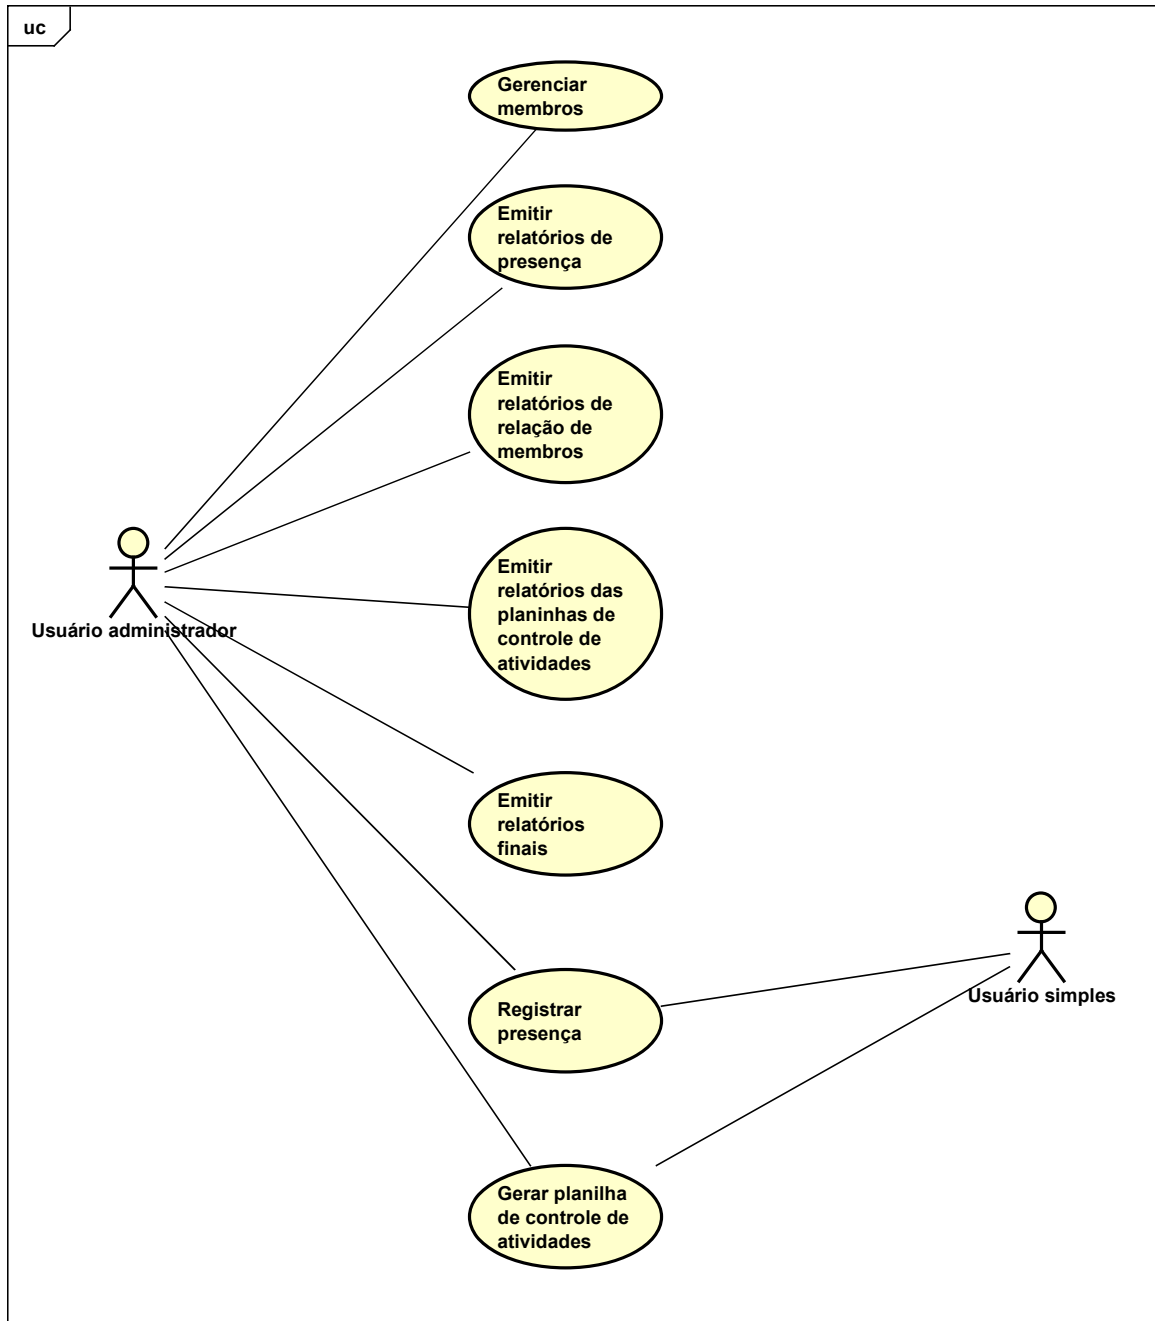 uc
Gerenciar
membros
Emitir
relatórios de
presença
Emitir
relatórios de
relação de
membros
Emitir
relatórios das
planinhas de
controle de
atividades
Usuário administrador
Emitir
relatórios
finais
Registrar
presença
Usuário simples
Gerar planilha
de controle de
atividades